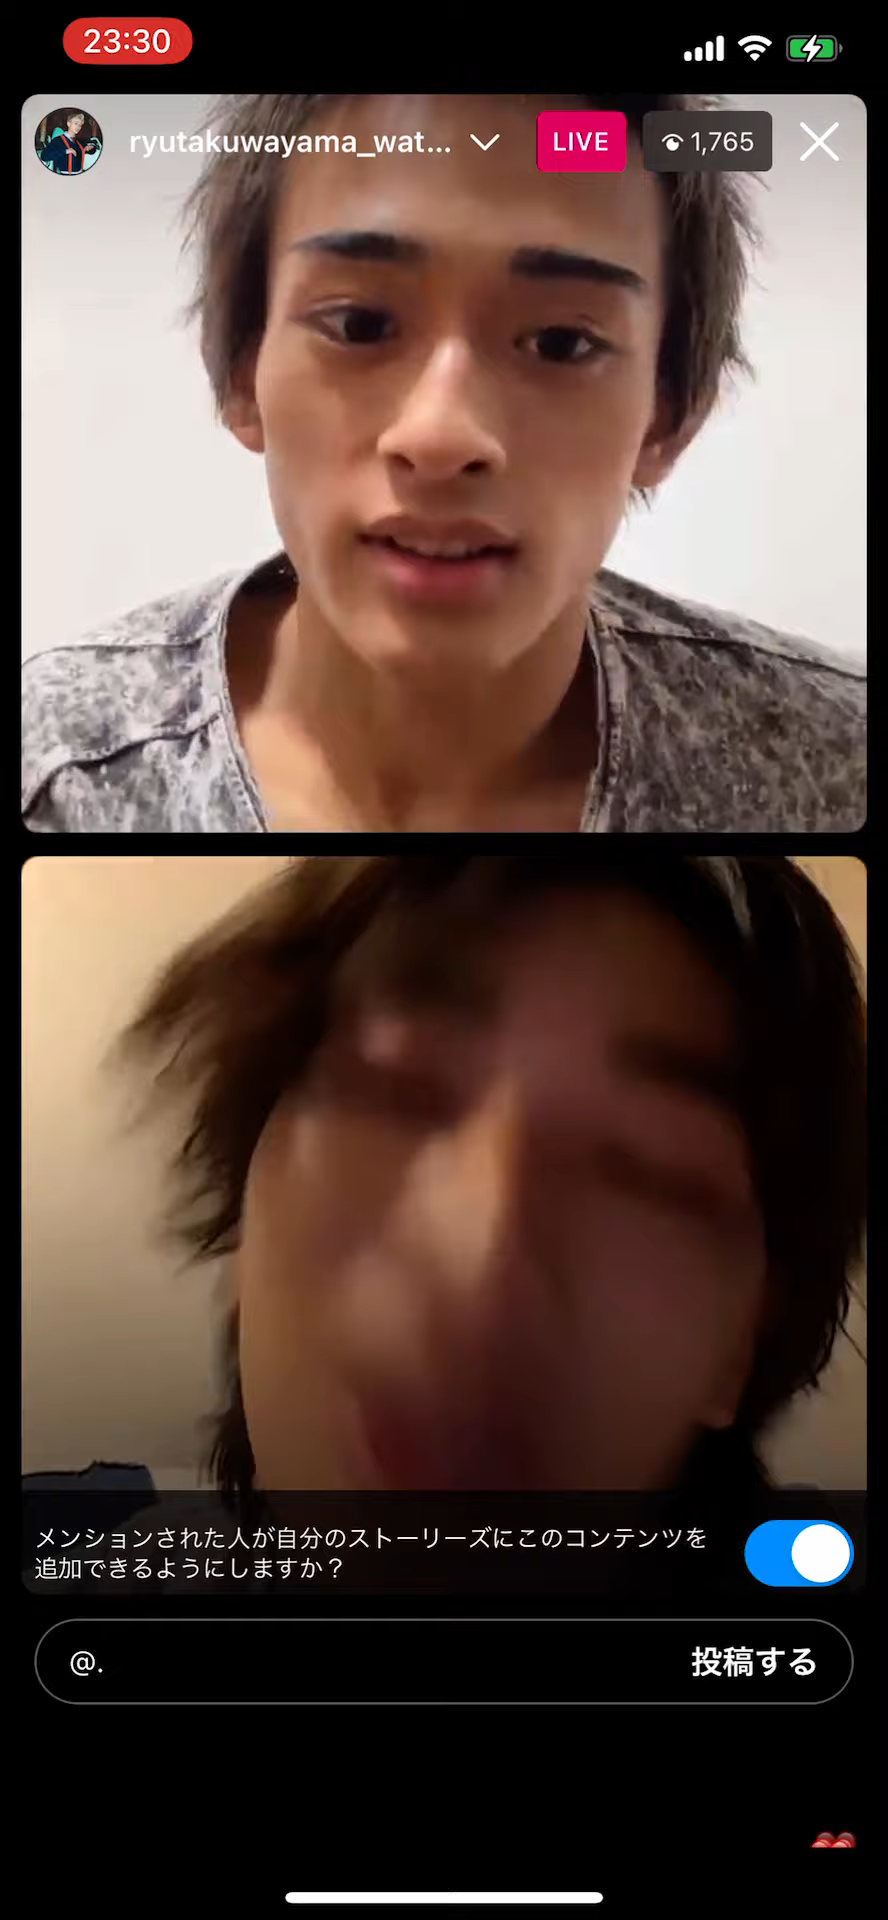 23:30
ryutakuwayama_wat...
LIVE
1,765
メンションされた人が自分のストーリーズにこのコンテンツを
追加できるようにしますか？
@.
投稿する